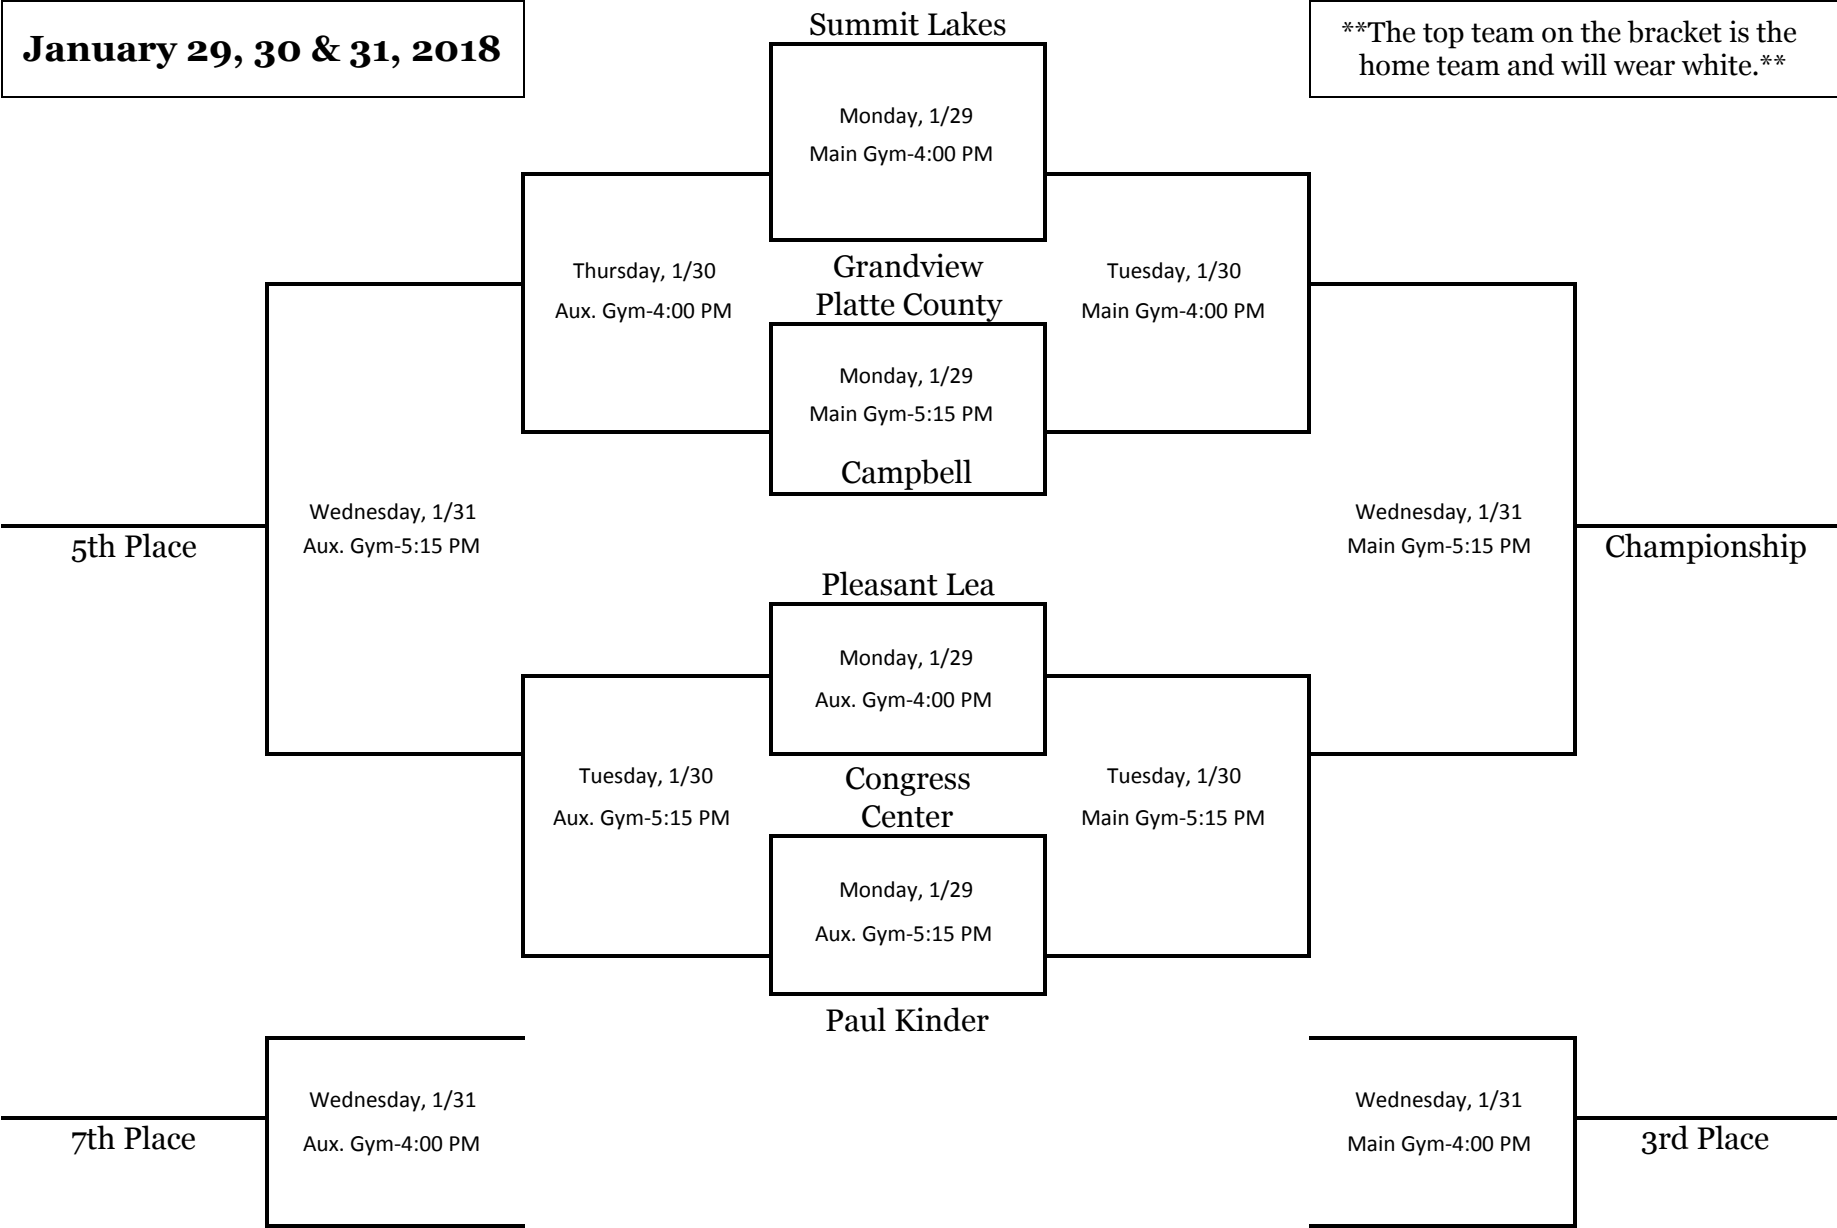 January 29, 30 & 31, 2018
Summit Lakes
**The top team on the bracket is the
home team and will wear white.**
Monday, 1/29
Main Gym-4:00 PM
Thursday, 1/30
Aux. Gym-4:00 PM
Grandview
Platte County
Tuesday, 1/30
Main Gym-4:00 PM
Monday, 1/29
Main Gym-5:15 PM
Campbell
Wednesday, 1/31
Aux. Gym-5:15 PM
5th Place
Wednesday, 1/31
Main Gym-5:15 PM
Championship
Pleasant Lea
Monday, 1/29
Aux. Gym-4:00 PM
Tuesday, 1/30
Aux. Gym-5:15 PM
Congress
Center
Tuesday, 1/30
Main Gym-5:15 PM
Monday, 1/29
Aux. Gym-5:15 PM
Paul Kinder
Wednesday, 1/31
Aux. Gym-4:00 PM
7th Place
Wednesday, 1/31
Main Gym-4:00 PM
3rd Place